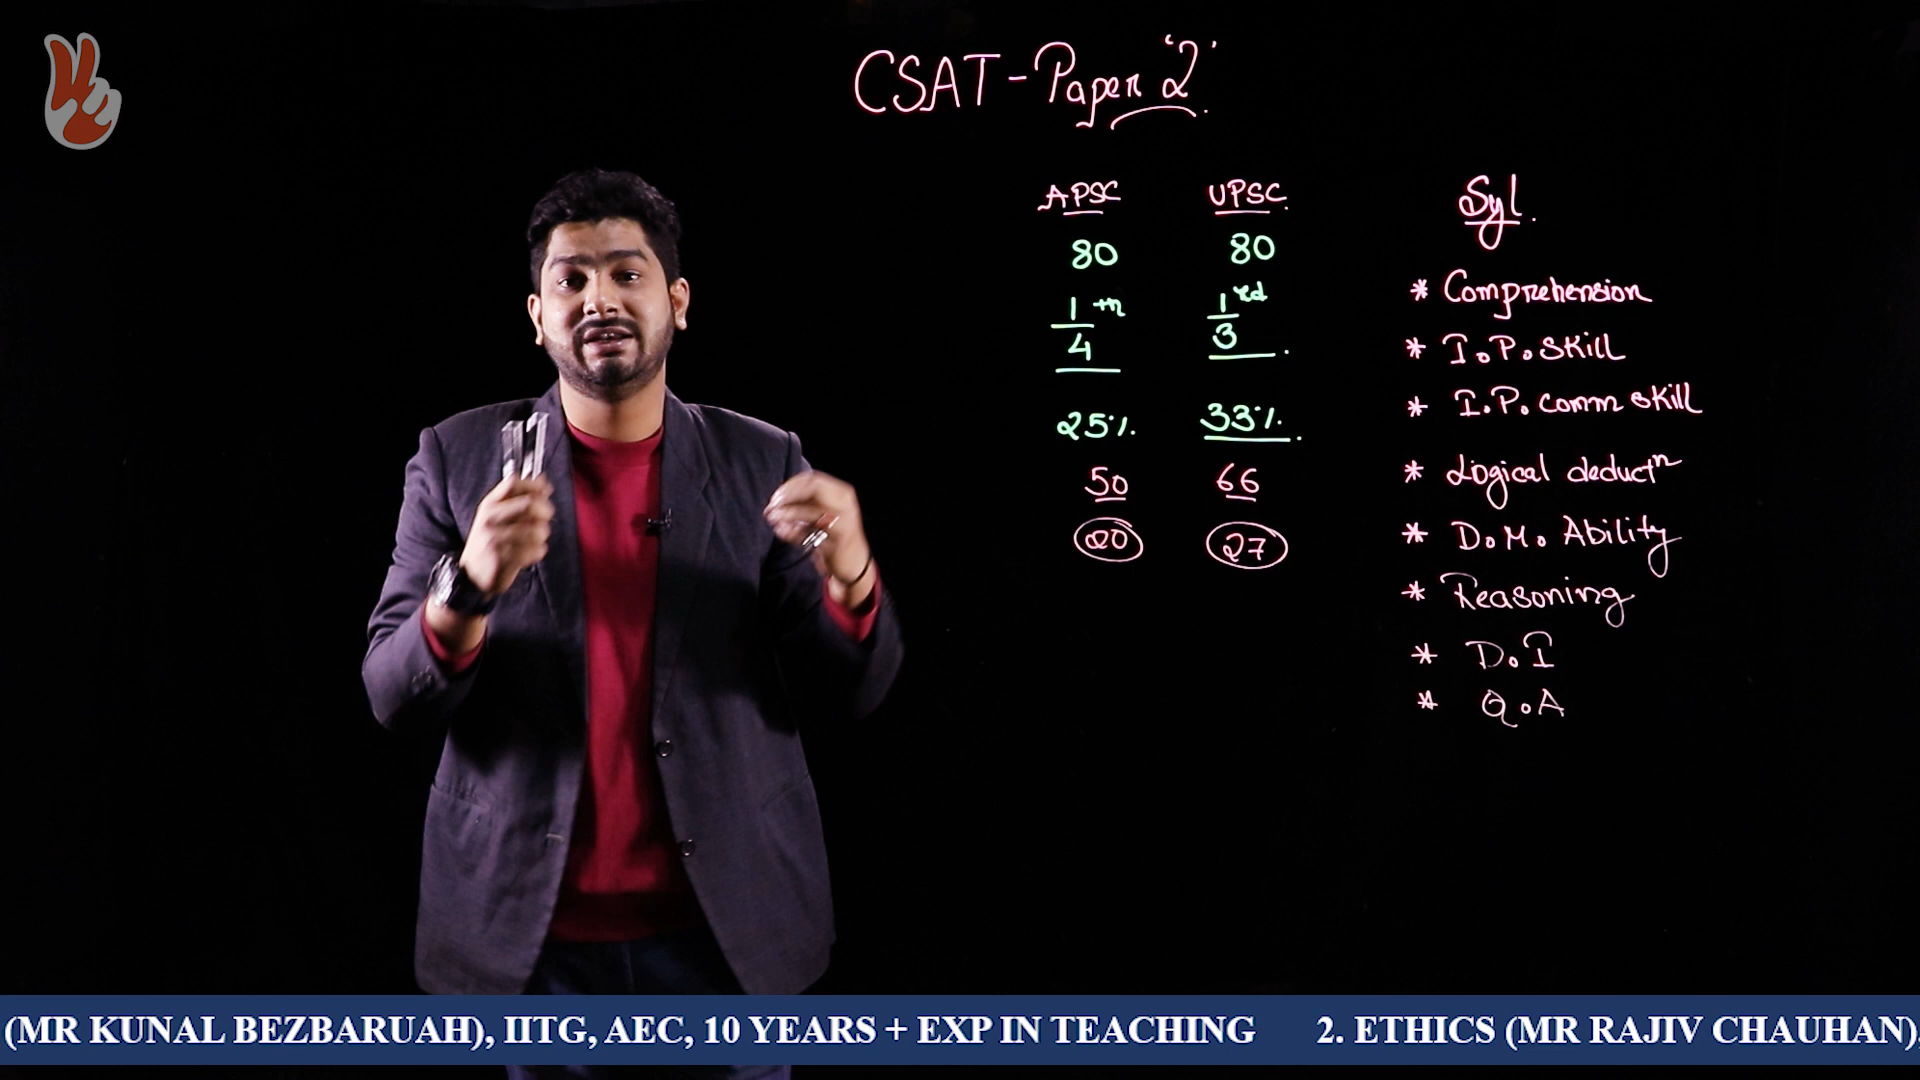 CSAT - Paper '2'.
APSC UPSC.
80 80
1/4 th 1/3 rd.
25%. 33%.
50 66
20 27
Syl.
* Comprehension
* I.P. Skill
* I.P. comm skill
* Logical deductn
* D.M. Ability
* Reasoning
* D.I
* Q.A
(MR KUNAL BEZBARUAH), IITG, AEC, 10 YEARS + EXP IN TEACHING 2. ETHICS (MR RAJIV CHAUHAN),